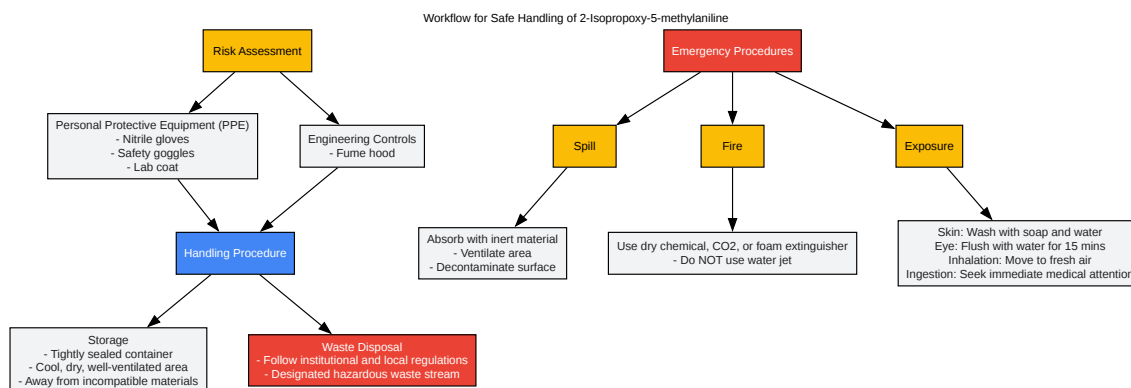 Workflow for Safe Handling of 2-Isopropoxy-5-methylaniline
Risk Assessment
Emergency Procedures
Personal Protective Equipment (PPE)
- Nitrile gloves
- Safety goggles
- Lab coat
Engineering Controls
- Fume hood
Spill
Fire
Exposure
Handling Procedure
Absorb with inert material
- Ventilate area
- Decontaminate surface
Use dry chemical, CO2, or foam extinguisher
- Do NOT use water jet
Skin: Wash with soap and water
Eye: Flush with water for 15 mins
Inhalation: Move to fresh air
Ingestion: Seek immediate medical attention
Storage
- Tightly sealed container
- Cool, dry, well-ventilated area
- Away from incompatible materials
Waste Disposal
- Follow institutional and local regulations
- Designated hazardous waste stream